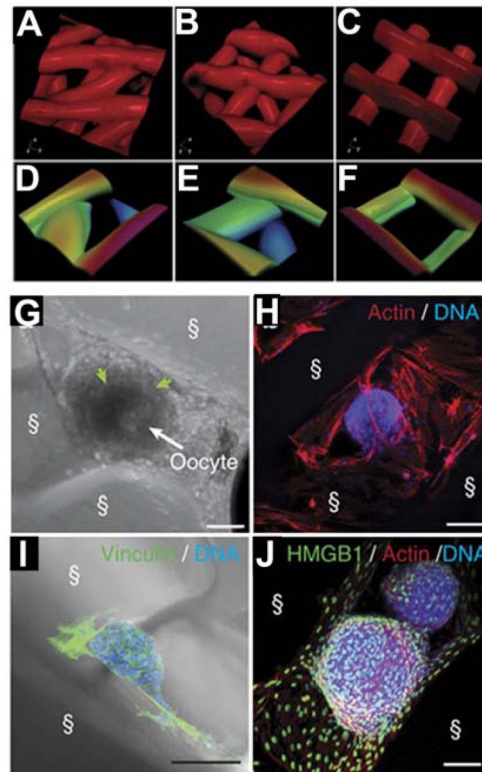 A
B
C
D
E
F
G
§
§
§
Oocyte
H
Actin / DNA
§
§
§
I
Vinculin / DNA
§
§
J
HMGB1 / Actin /DNA
§
§